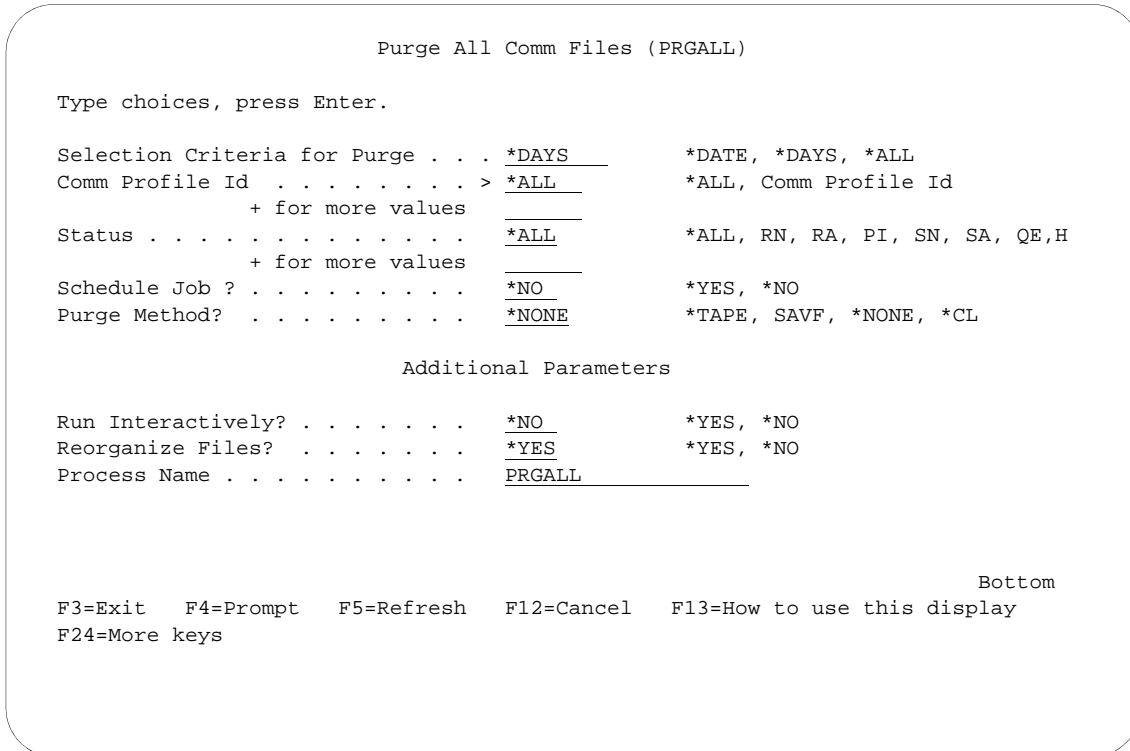 Purge All Comm Files (PRGALL)
Type choices, press Enter.
Selection Criteria for Purge . . . *DAYS *DATE, *DAYS, *ALL
Comm Profile Id . . . . . . . . > *ALL *ALL, Comm Profile Id
+ for more values
Status . . . . . . . . . . . . . *ALL *ALL, RN, RA, PI, SN, SA, QE,H
+ for more values
Schedule Job ? . . . . . . . . . *NO *YES, *NO
Purge Method? . . . . . . . . . *NONE *TAPE, SAVF, *NONE, *CL
Additional Parameters
Run Interactively? . . . . . . . *NO *YES, *NO
Reorganize Files? . . . . . . . *YES *YES, *NO
Process Name . . . . . . . . . . PRGALL
Bottom
F3=Exit F4=Prompt F5=Refresh F12=Cancel F13=How to use this display
F24=More keys